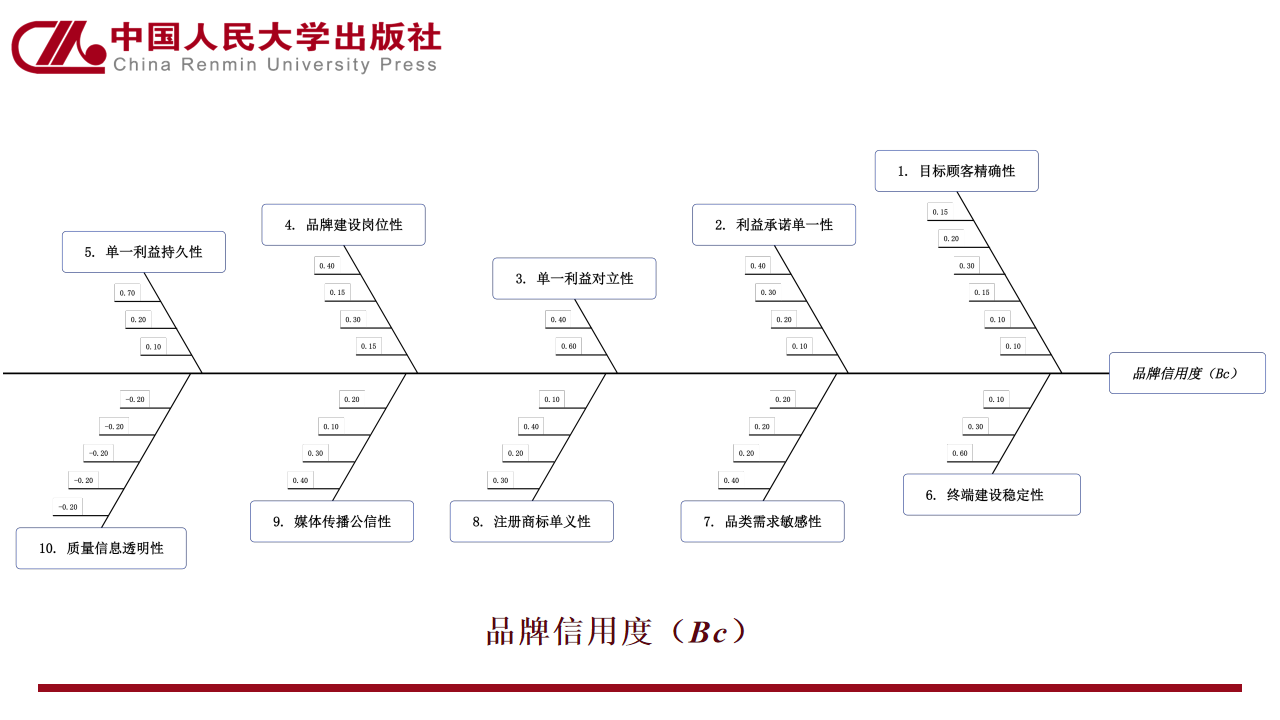 中国人民大学出版社
China Renmin University Press
1. 目标顾客精确性
0.15
0.20
0.30
0.15
0.10
0.10
2. 利益承诺单一性
0.40
0.30
0.20
0.10
3. 单一利益对立性
0.40
0.60
4. 品牌建设岗位性
0.40
0.15
0.30
0.15
5. 单一利益持久性
0.70
0.20
0.10
品牌信用度（Bc）
0.10
0.30
0.60
6. 终端建设稳定性
0.20
0.20
0.20
0.40
7. 品类需求敏感性
0.10
0.40
0.20
0.30
8. 注册商标单义性
0.20
0.10
0.30
0.40
9. 媒体传播公信性
-0.20
-0.20
-0.20
-0.20
-0.20
10. 质量信息透明性
品牌信用度（Bc）